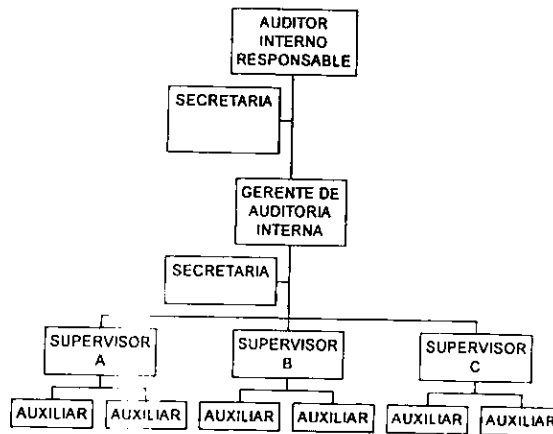 AUDITOR
INTERNO
RESPONSABLE
SECRETARIA
GERENTE DE
AUDITORIA
INTERNA
SECRETARIA
SUPERVISOR
A
SUPERVISOR
B
SUPERVISOR
C
AUXILIAR
AUXILIAR
AUXILIAR
AUXILIAR
AUXILIAR
AUXILIAR